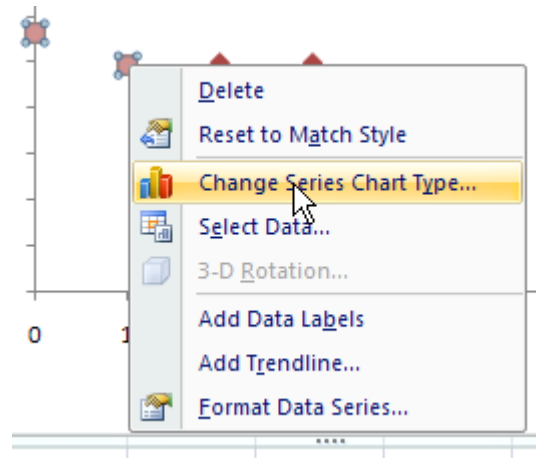 Delete
Reset to Match Style
Change Series Chart Type...
Select Data...
3-D Rotation...
Add Data Labels
Add Trendline...
Format Data Series...
0 1